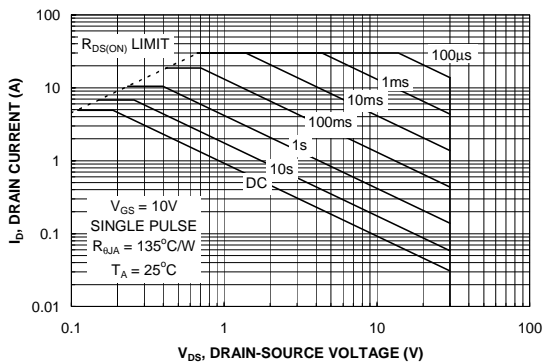 100
10
1
0.1
0.01
I_D, DRAIN CURRENT (A)
R_DS(ON) LIMIT
100μs
1ms
10ms
100ms
1s
10s
DC
V_GS = 10V
SINGLE PULSE
R_θJA = 135°C/W
T_A = 25°C
0.1
1
10
100
V_DS, DRAIN-SOURCE VOLTAGE (V)